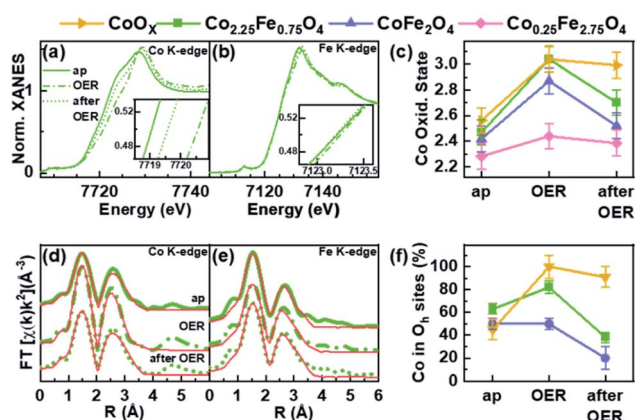 CoOX Co2.25Fe0.75O4 CoFe2O4 Co0.25Fe2.75O4
(a) Co K-edge
ap
OER
after
OER
0.52
0.48
7719 7720
Norm. XANES
1
0
7720 7740
Energy (eV)
(b) Fe K-edge
0.52
0.48
7123.0 7123.5
7120 7140
Energy (eV)
(c)
Co Oxid. State
3.0
2.8
2.6
2.4
2.2
ap OER after
OER
(d) Co K-edge
FT [χ(k)k²](Å⁻³)
0 1 2 3 4 5
R (Å)
(e) Fe K-edge
ap
OER
after OER
0 1 2 3 4 5 6
R (Å)
(f)
Co in Oh sites (%)
100
80
60
40
20
0
ap OER after
OER